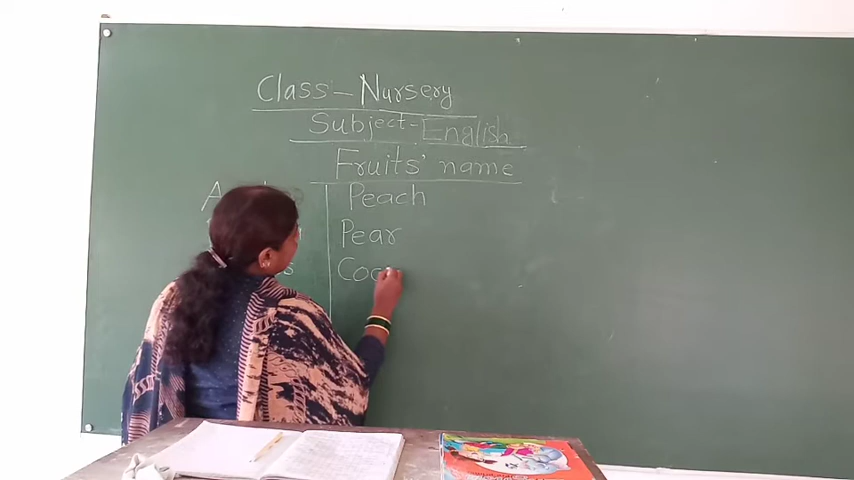 Class - Nursery
Subject - English
Fruits' name
Peach
Pear